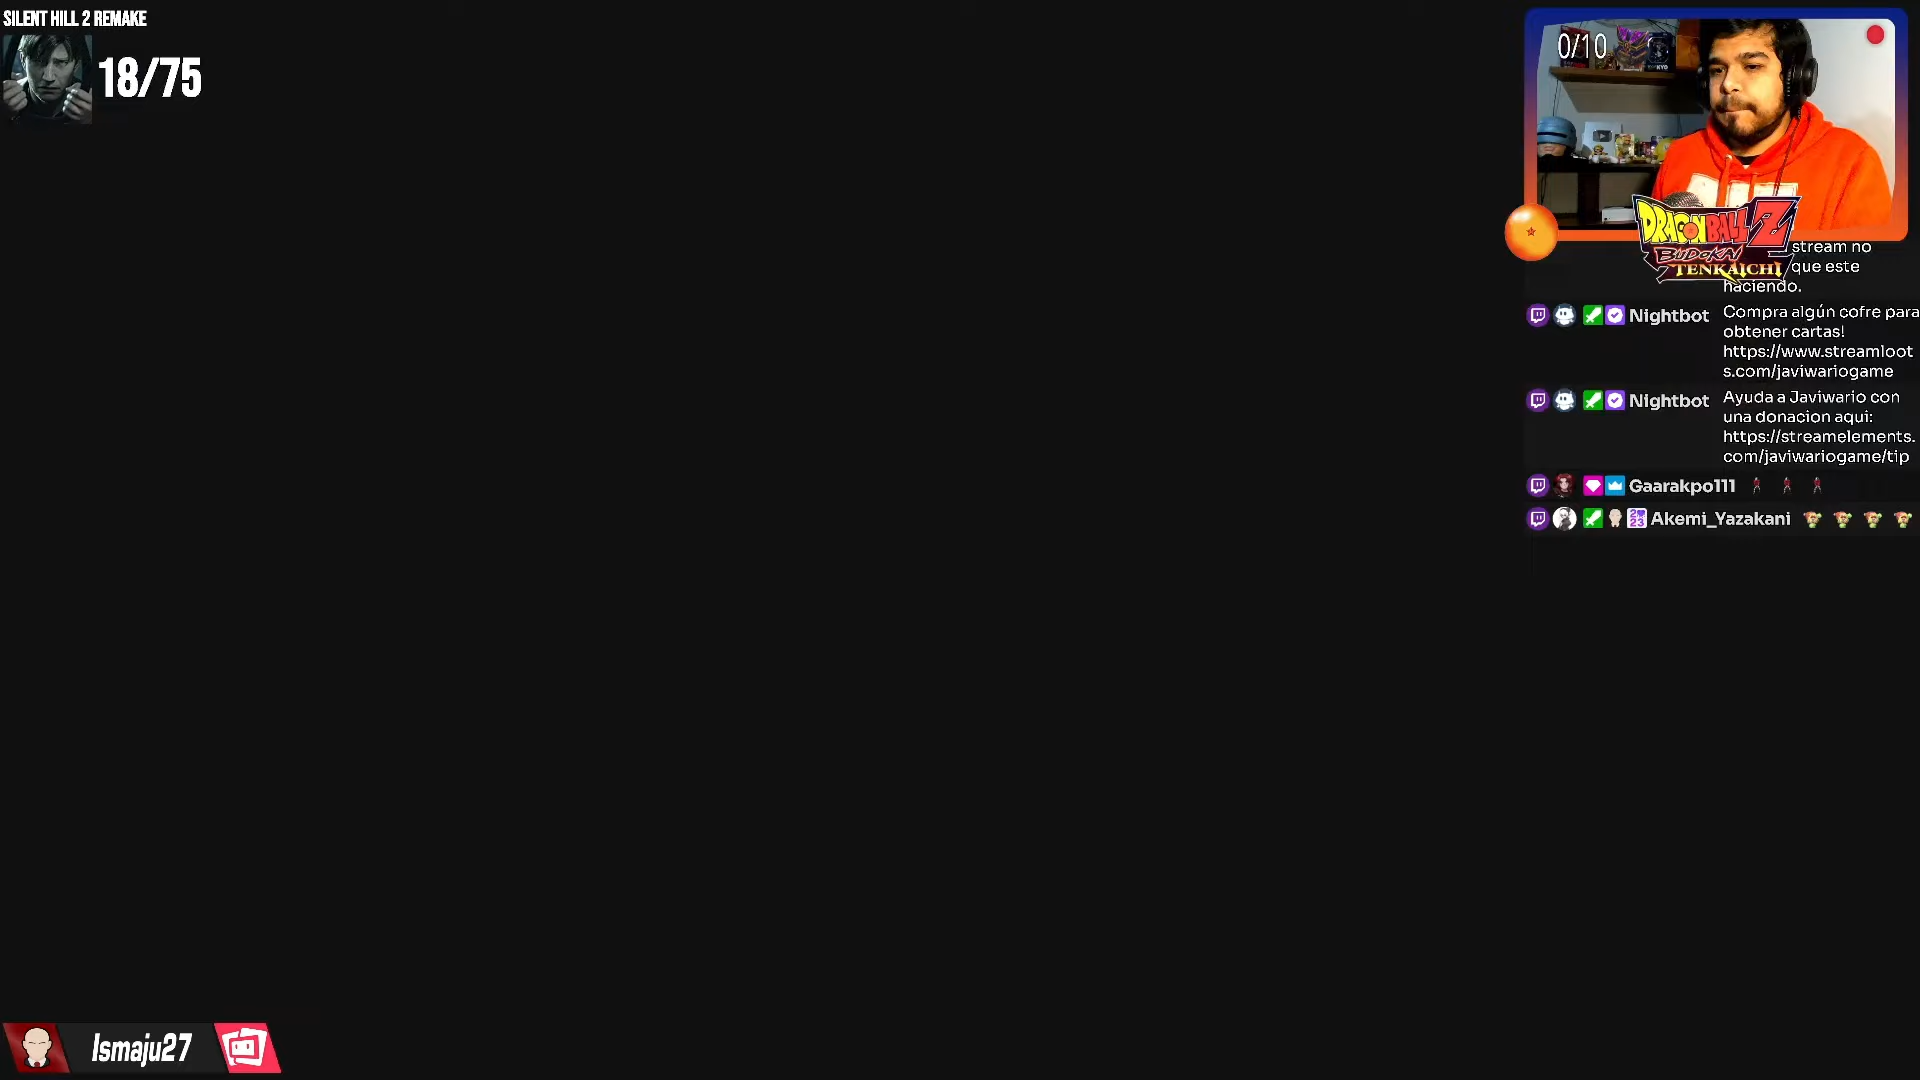 SILENT HILL 2 REMAKE
18/75
0/10
DRAGON BALL Z
BUDOKAI
TENKAICHI
stream no
que este
haciendo.
Nightbot Compra algún cofre para
obtener cartas!
https://www.streamloot
s.com/javiwariogame
Nightbot Ayuda a Javiwario con
una donacion aqui:
https://streamelements.
com/javiwariogame/tip
Gaarakpo111
Akemi_Yazakani
Ismaju27